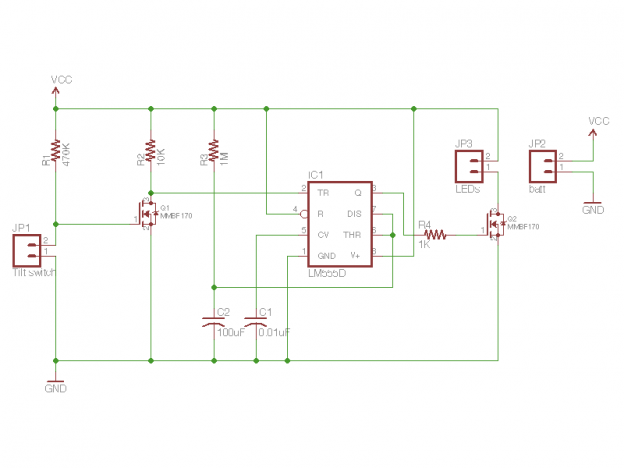 VCC
R1
470K
R2
10K
R3
1M
JP3
2
1
LEDs
JP2
2
1
batt
VCC
GND
IC1
2
TR
Q
3
4
R
DIS
7
5
CV
THR
6
1
GND
V+
8
LM555D
3
Q1
MMBF170
1
2
R4
1K
3
Q2
MMBF170
1
2
JP1
2
1
Tilt switch
C2
100uF
C1
0.01uF
GND